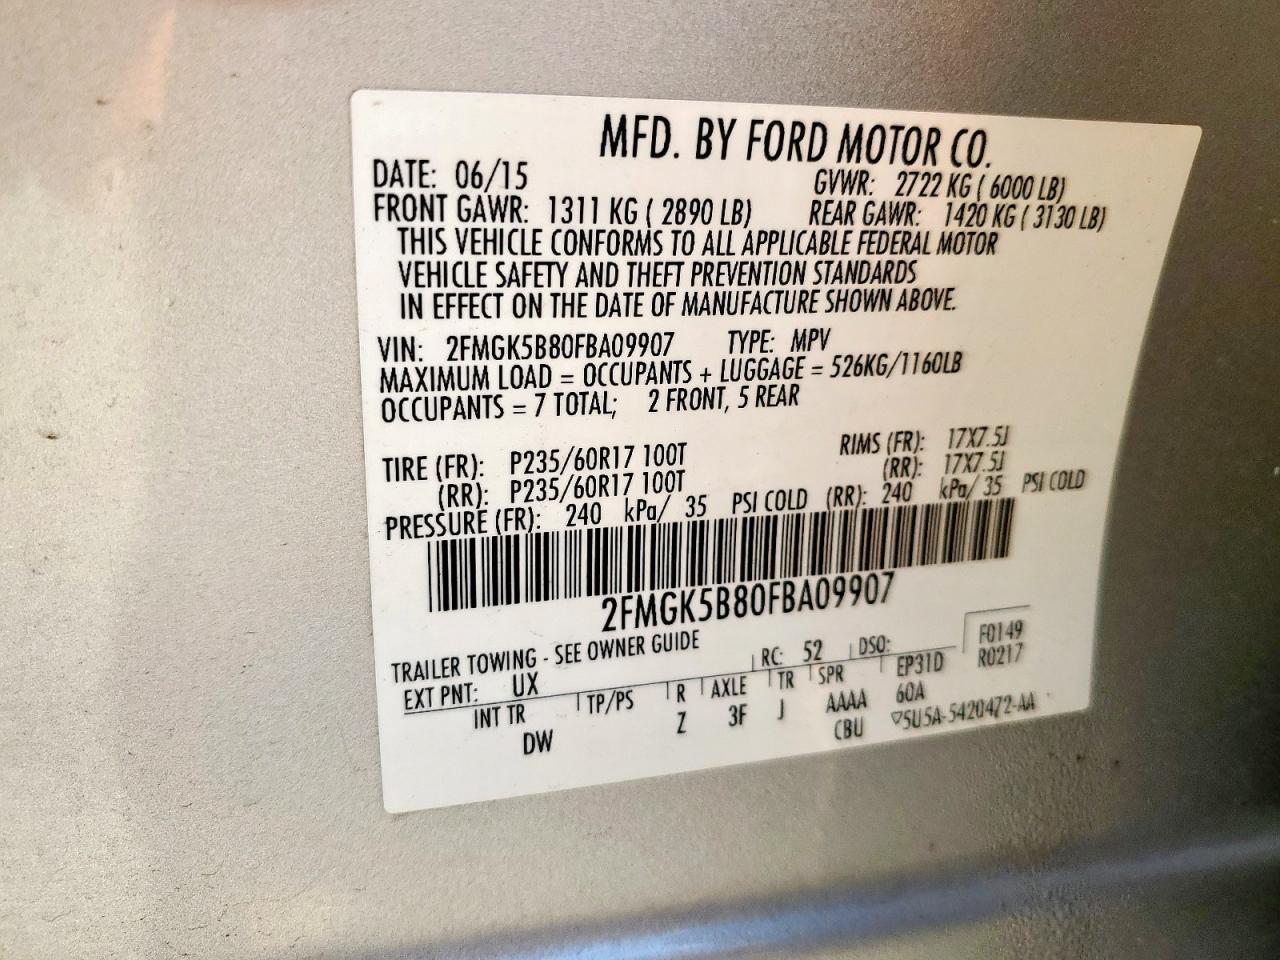 MFD. BY FORD MOTOR CO.
DATE: 06/15 GVWR: 2722 KG ( 6000 LB)
FRONT GAWR: 1311 KG ( 2890 LB) REAR GAWR: 1420 KG ( 3130 LB)
THIS VEHICLE CONFORMS TO ALL APPLICABLE FEDERAL MOTOR
VEHICLE SAFETY AND THEFT PREVENTION STANDARDS
IN EFFECT ON THE DATE OF MANUFACTURE SHOWN ABOVE.
VIN: 2FMGK5B80FBA09907 TYPE: MPV
MAXIMUM LOAD = OCCUPANTS + LUGGAGE = 526KG/1160LB
OCCUPANTS = 7 TOTAL; 2 FRONT, 5 REAR
TIRE (FR): P235/60R17 100T RIMS (FR): 17X7.5J
(RR): P235/60R17 100T (RR): 17X7.5J
PRESSURE (FR): 240 kPa/ 35 PSI COLD (RR): 240 kPa/ 35 PSI COLD
2FMGK5B80FBA09907
TRAILER TOWING - SEE OWNER GUIDE
F0149
EXT PNT: UX RC: 52 DSO: R0217
INT TR TP/PS R AXLE TR SPR EP31D
DW Z 3F J AAAA 60A
CBU ▽5U5A-5420472-AA